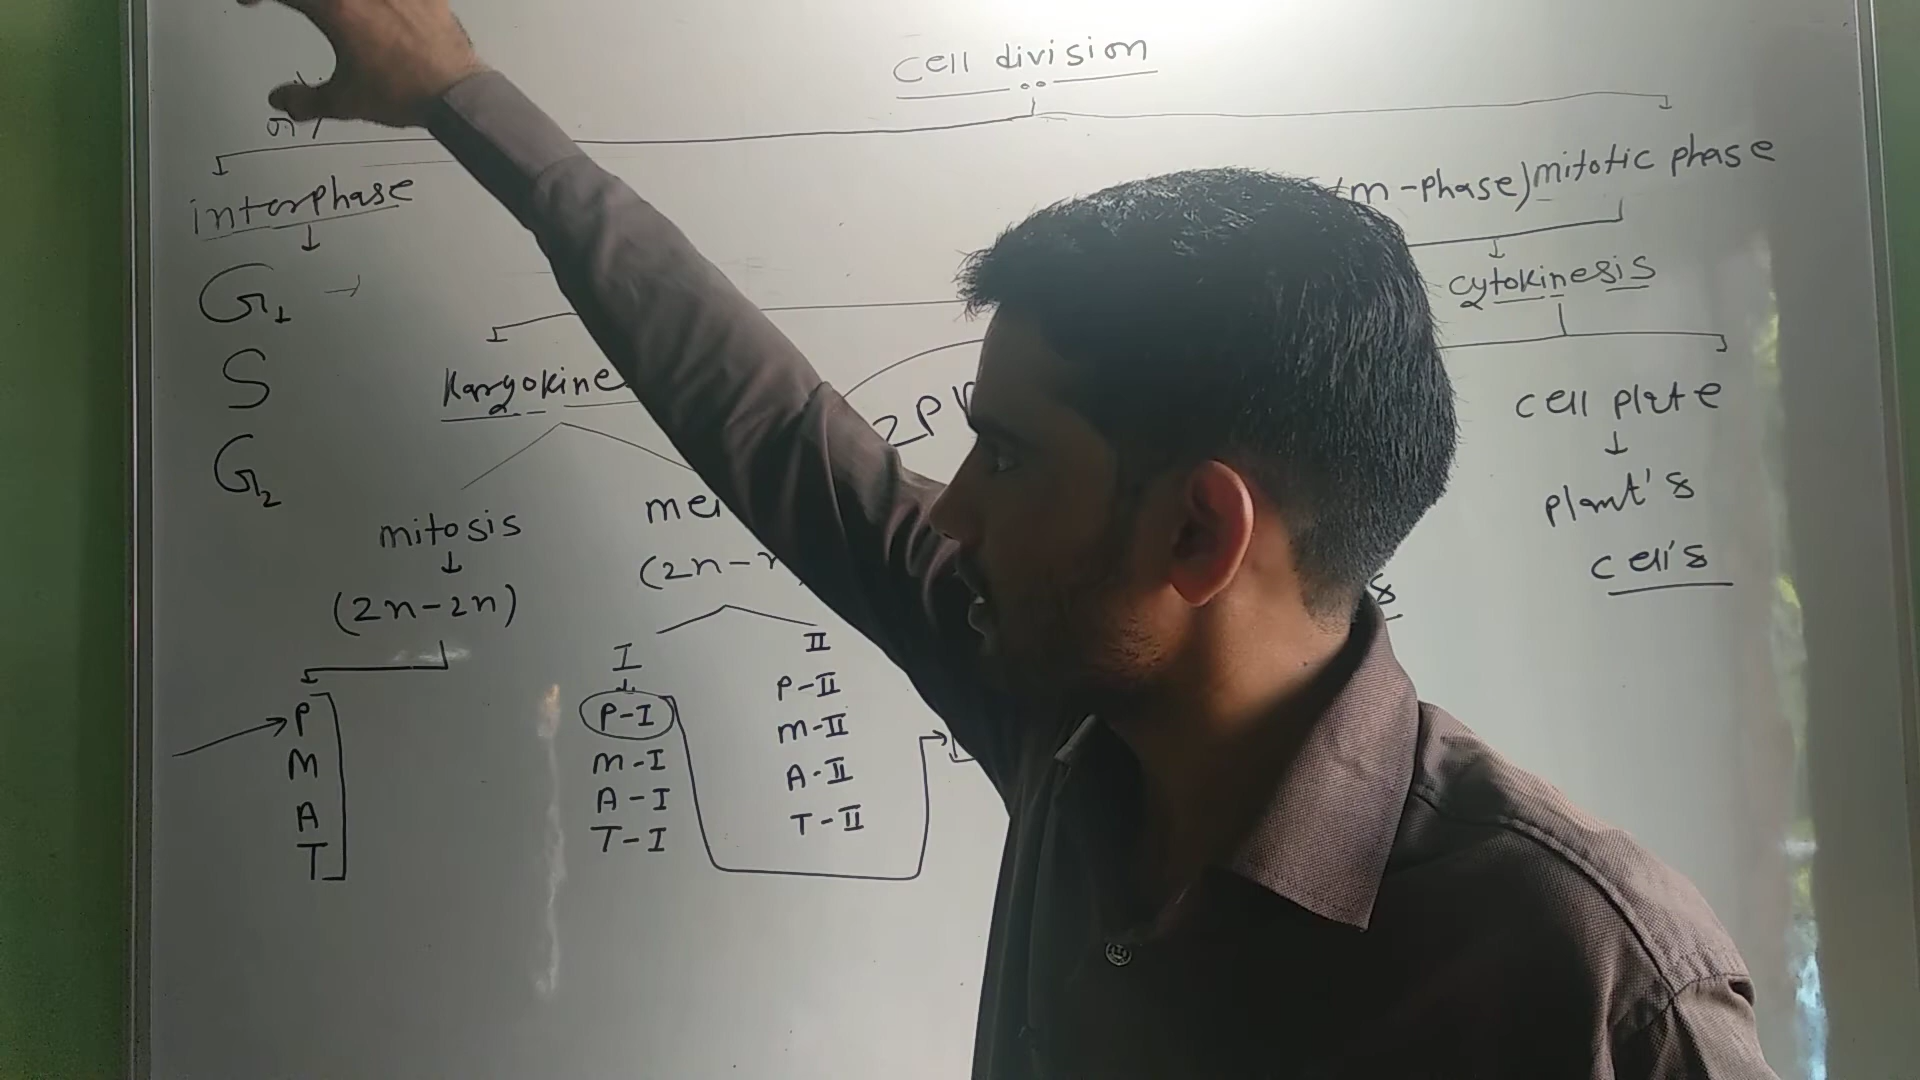 cell division
interphase
(m-phase) mitotic phase
G1
S
G2
cytokinesis
Karyokine
cell plate
plant's
cell's
2P
mitosis
(2n-2n)
mei
(2n-n
P
M
A
T
I
P-I
M-I
A-I
T-I
II
P-II
M-II
A-II
T-II